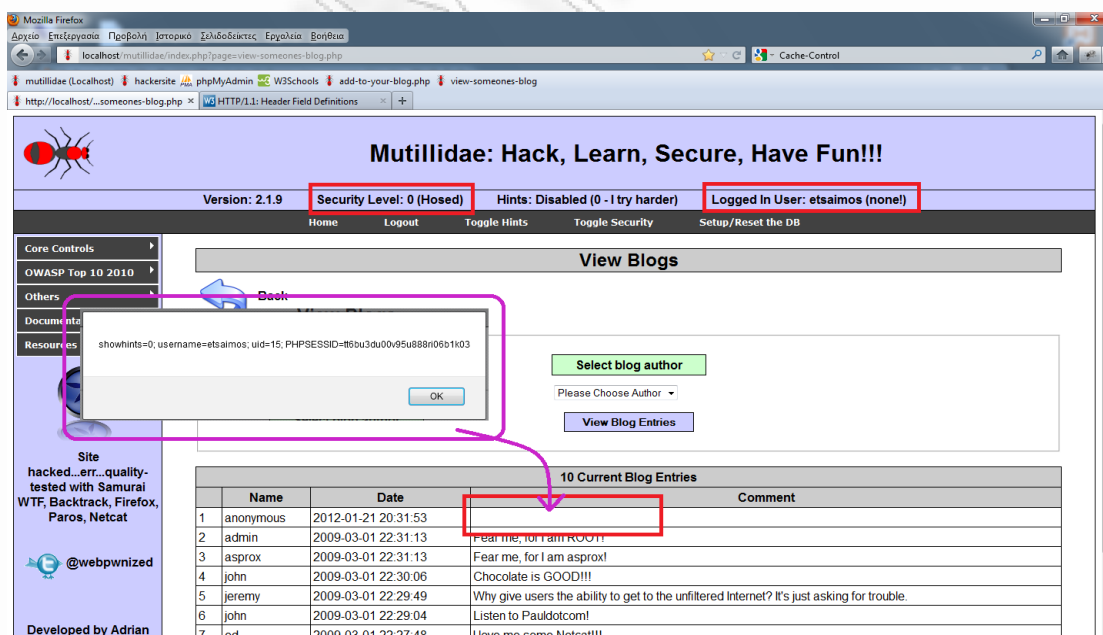 Mozilla Firefox
Αρχείο Επεξεργασία Προβολή Ιστορικό Σελιδοδείκτες Εργαλεία Βοήθεια
localhost/mutillidae/index.php?page=view-someones-blog.php
Cache-Control
mutillidae (Localhost) hackersite phpMyAdmin W3Schools add-to-your-blog.php view-someones-blog
http://localhost/...someones-blog.php HTTP/1.1: Header Field Definitions
Mutillidae: Hack, Learn, Secure, Have Fun!!!
Version: 2.1.9 Security Level: 0 (Hosed) Hints: Disabled (0 - I try harder) Logged In User: etsaimos (none!)
Home Logout Toggle Hints Toggle Security Setup/Reset the DB
Core Controls
OWASP Top 10 2010
Others
Documenta
Resources
View Blogs
Back
View Blogs
showhints=0; username=etsaimos; uid=15; PHPSESSID=tt6bu3du00v95u888ri06b1k03
OK
Select blog author
Please Choose Author
View Blog Entries
Site
hacked...err...quality-
tested with Samurai
WTF, Backtrack, Firefox,
Paros, Netcat
@webpwnized
Developed by Adrian
10 Current Blog Entries
Name Date Comment
1 anonymous 2012-01-21 20:31:53
2 admin 2009-03-01 22:31:13 Fear me, for I am ROOT!
3 asprox 2009-03-01 22:31:13 Fear me, for I am asprox!
4 john 2009-03-01 22:30:06 Chocolate is GOOD!!!
5 jeremy 2009-03-01 22:29:49 Why give users the ability to get to the unfiltered Internet? It's just asking for trouble.
6 john 2009-03-01 22:29:04 Listen to Pauldotcom!
7 ed 2009-03-01 22:27:48 I love me some Netcat!!!